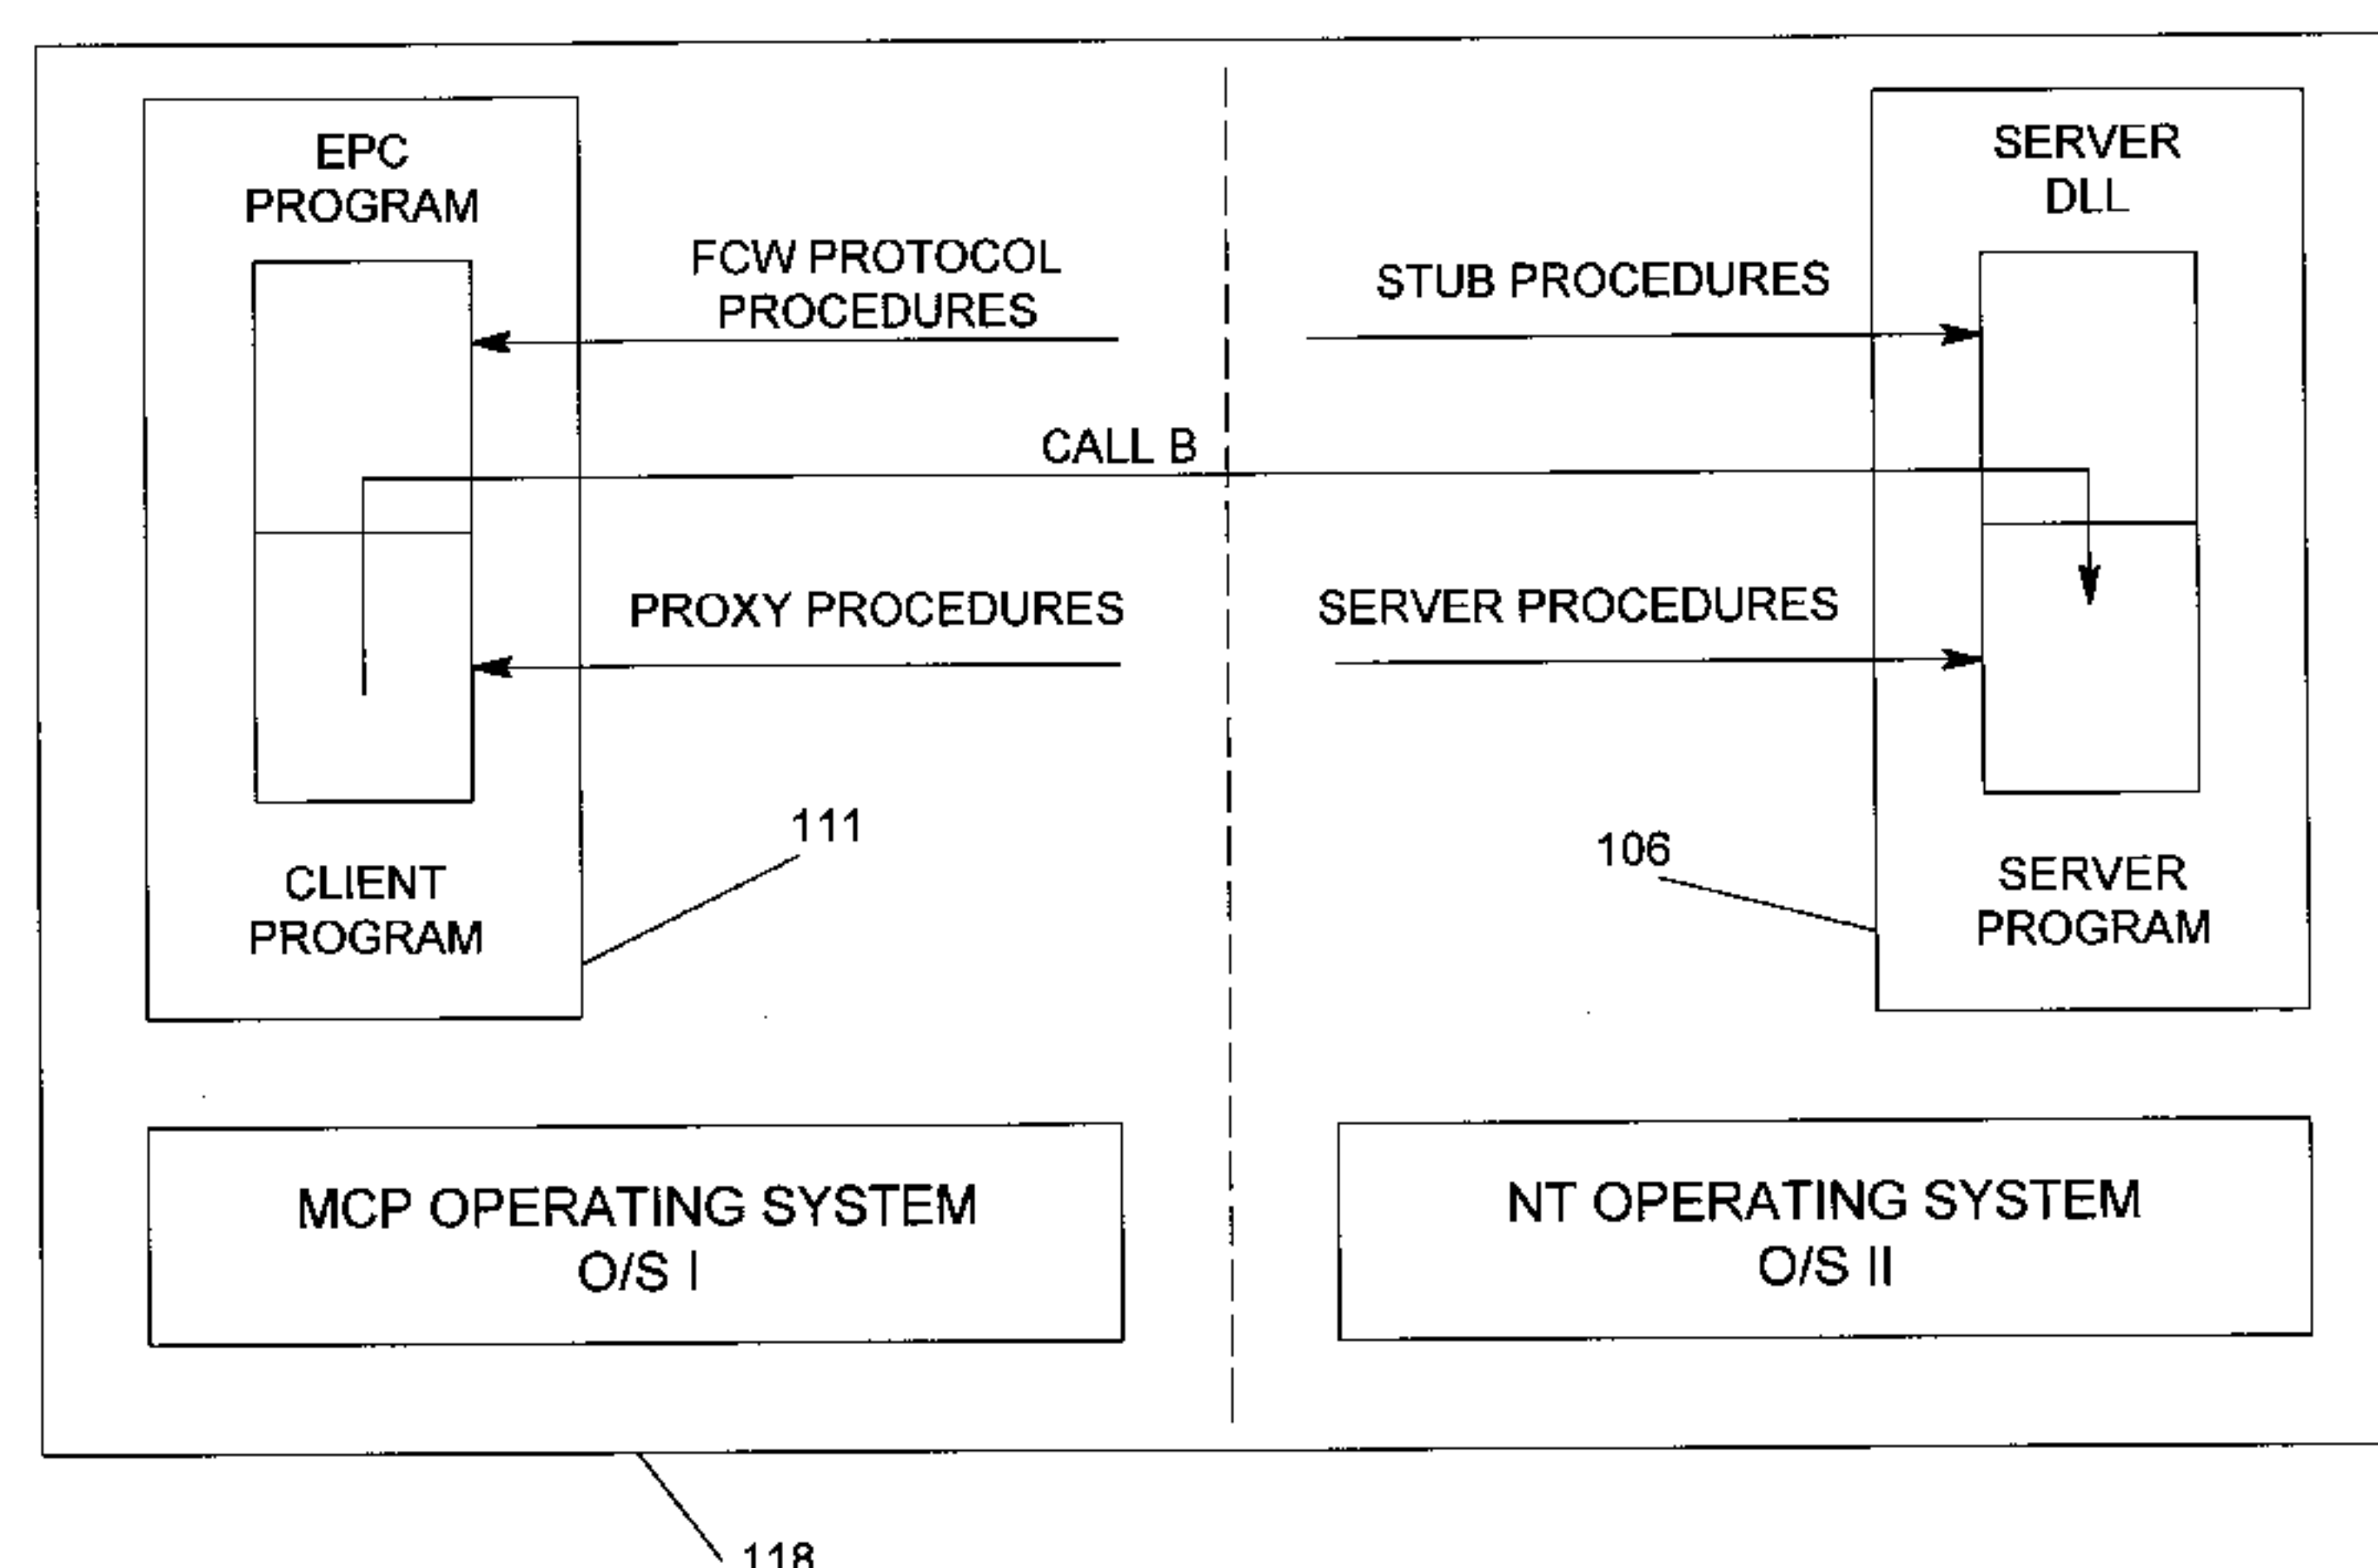 EPC
PROGRAM
SERVER
DLL
FCW PROTOCOL
PROCEDURES
STUB PROCEDURES
CALL B
PROXY PROCEDURES
SERVER PROCEDURES
111
106
CLIENT
PROGRAM
SERVER
PROGRAM
MCP OPERATING SYSTEM
O/S I
NT OPERATING SYSTEM
O/S II
118